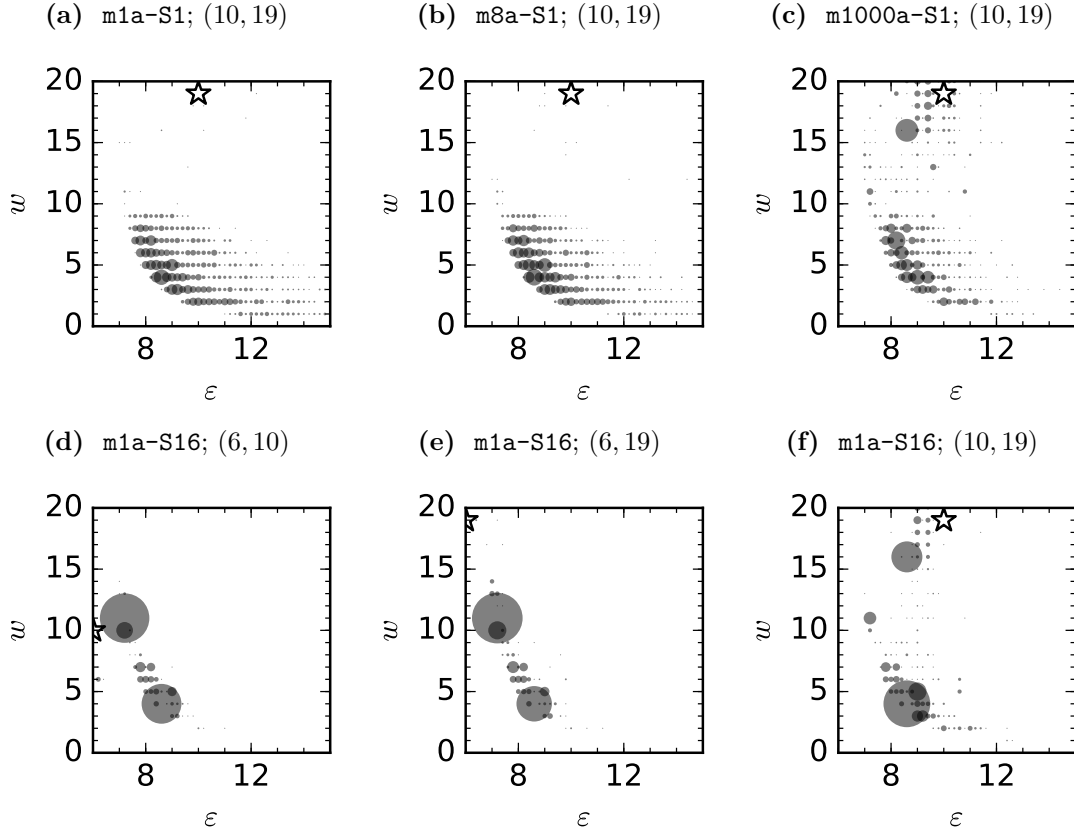 (a) m1a-S1; (10, 19)
(b) m8a-S1; (10, 19)
(c) m1000a-S1; (10, 19)
20
15
10
5
0
w
8
12
ε
20
15
10
5
0
w
8
12
ε
20
15
10
5
0
w
8
12
ε
(d) m1a-S16; (6, 10)
(e) m1a-S16; (6, 19)
(f) m1a-S16; (10, 19)
20
15
10
5
0
w
8
12
ε
20
15
10
5
0
w
8
12
ε
20
15
10
5
0
w
8
12
ε